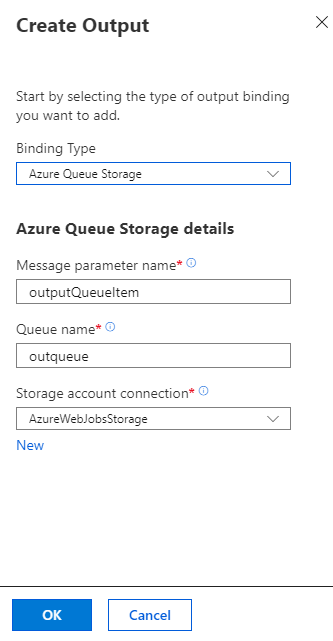 Create Output
Start by selecting the type of output binding
you want to add.
Binding Type
Azure Queue Storage
Azure Queue Storage details
Message parameter name*
outputQueueItem
Queue name*
outqueue
Storage account connection*
AzureWebJobsStorage
New
OK
Cancel